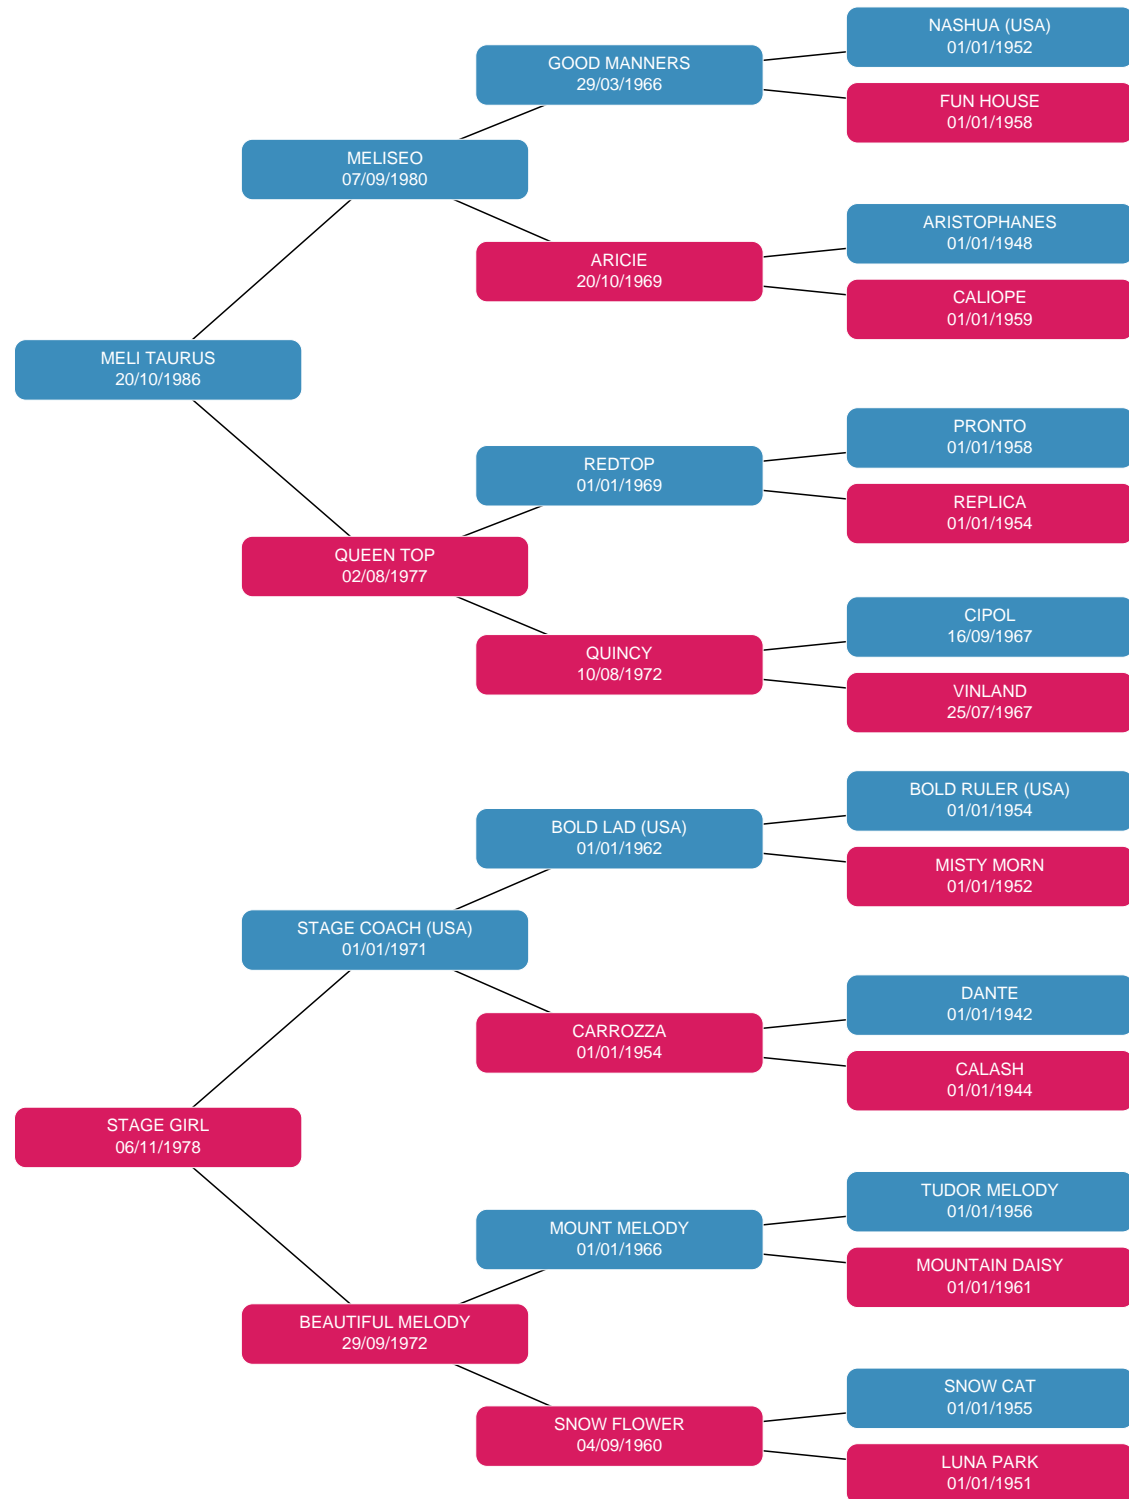 NASHUA (USA)
01/01/1952
GOOD MANNERS
29/03/1966
FUN HOUSE
01/01/1958
MELISEO
07/09/1980
ARISTOPHANES
01/01/1948
ARICIE
20/10/1969
CALIOPE
01/01/1959
MELI TAURUS
20/10/1986
PRONTO
01/01/1958
REDTOP
01/01/1969
REPLICA
01/01/1954
QUEEN TOP
02/08/1977
CIPOL
16/09/1967
QUINCY
10/08/1972
VINLAND
25/07/1967
BOLD RULER (USA)
01/01/1954
BOLD LAD (USA)
01/01/1962
MISTY MORN
01/01/1952
STAGE COACH (USA)
01/01/1971
DANTE
01/01/1942
CARROZZA
01/01/1954
CALASH
01/01/1944
STAGE GIRL
06/11/1978
TUDOR MELODY
01/01/1956
MOUNT MELODY
01/01/1966
MOUNTAIN DAISY
01/01/1961
BEAUTIFUL MELODY
29/09/1972
SNOW CAT
01/01/1955
SNOW FLOWER
04/09/1960
LUNA PARK
01/01/1951